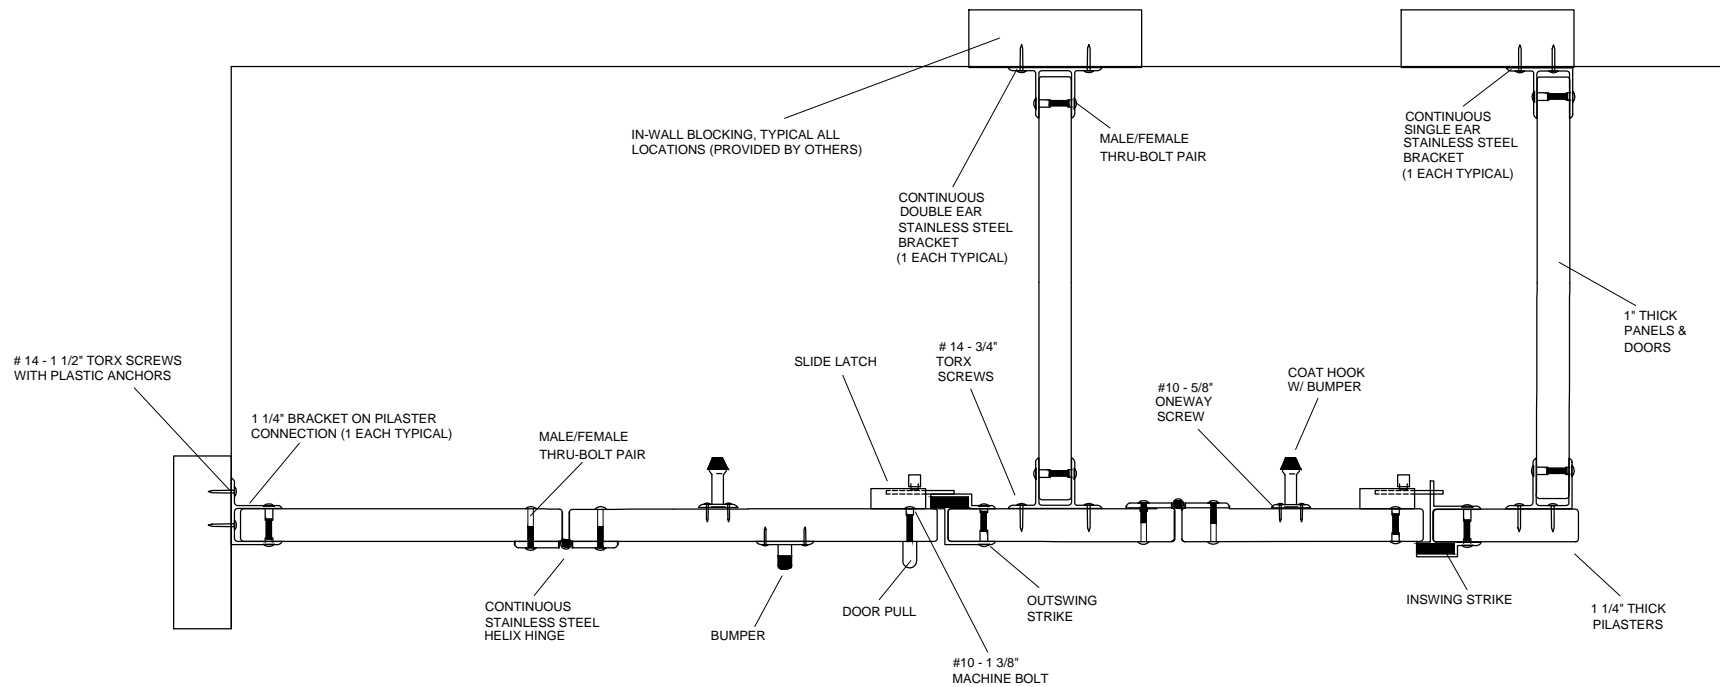 IN-WALL BLOCKING, TYPICAL ALL
LOCATIONS (PROVIDED BY OTHERS)
MALE/FEMALE
THRU-BOLT PAIR
CONTINUOUS
SINGLE EAR
STAINLESS STEEL
BRACKET
(1 EACH TYPICAL)
CONTINUOUS
DOUBLE EAR
STAINLESS STEEL
BRACKET
(1 EACH TYPICAL)
1" THICK
PANELS &
DOORS
# 14 - 1 1/2" TORX SCREWS
WITH PLASTIC ANCHORS
SLIDE LATCH
# 14 - 3/4"
TORX
SCREWS
#10 - 5/8"
ONEWAY
SCREW
COAT HOOK
W/ BUMPER
1 1/4" BRACKET ON PILASTER
CONNECTION (1 EACH TYPICAL)
MALE/FEMALE
THRU-BOLT PAIR
CONTINUOUS
STAINLESS STEEL
HELIX HINGE
BUMPER
DOOR PULL
OUTSWING
STRIKE
INSWING STRIKE
1 1/4" THICK
PILASTERS
#10 - 1 3/8"
MACHINE BOLT